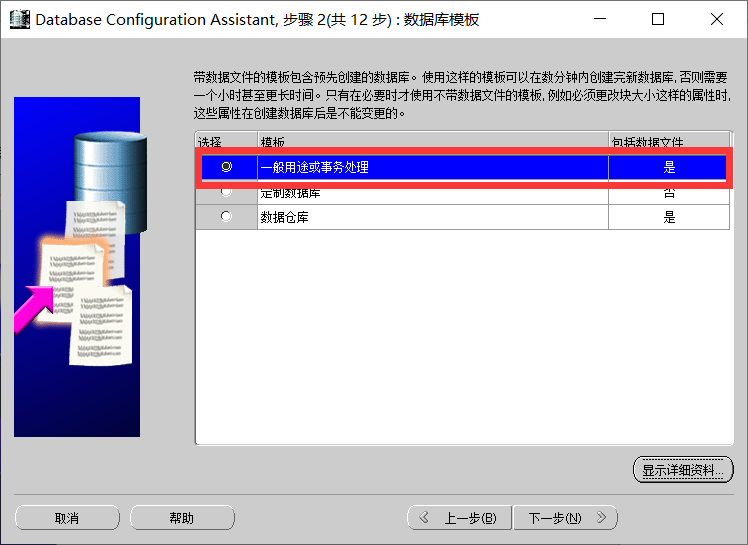 Database Configuration Assistant, 步骤 2(共 12 步) : 数据库模板
带数据文件的模板包含预先创建的数据库。使用这样的模板可以在数分钟内创建完新数据库, 否则需要
一个小时甚至更长时间。只有在必要时才使用不带数据文件的模板, 例如必须更改块大小这样的属性时,
这些属性在创建数据库后是不能变更的。
选择 模板 包括数据文件
一般用途或事务处理 是
定制数据库 否
数据仓库 是
显示详细资料...
取消 帮助 上一步(B) 下一步(N)